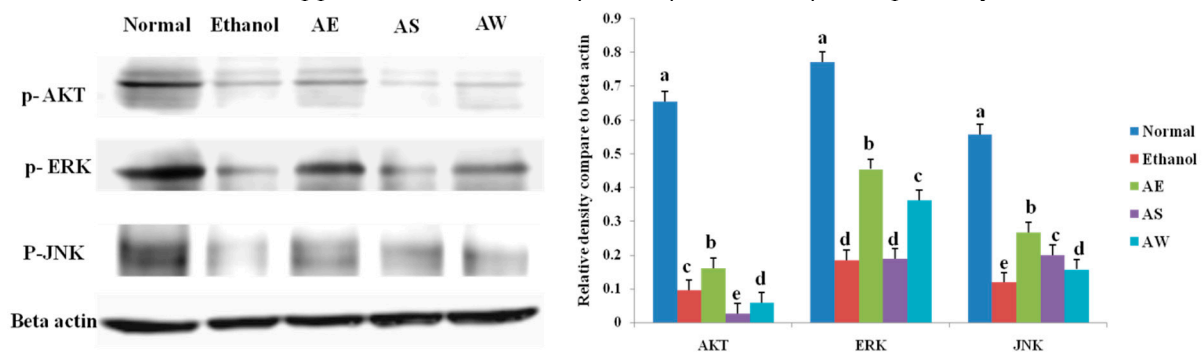 Normal Ethanol AE AS AW
p-AKT
p-ERK
P-JNK
Beta actin
Relative density compare to beta actin
0.9
0.8
0.7
0.6
0.5
0.4
0.3
0.2
0.1
0
a
c
b
e
d
a
d
b
d
c
a
e
b
c
d
AKT ERK JNK
Normal
Ethanol
AE
AS
AW